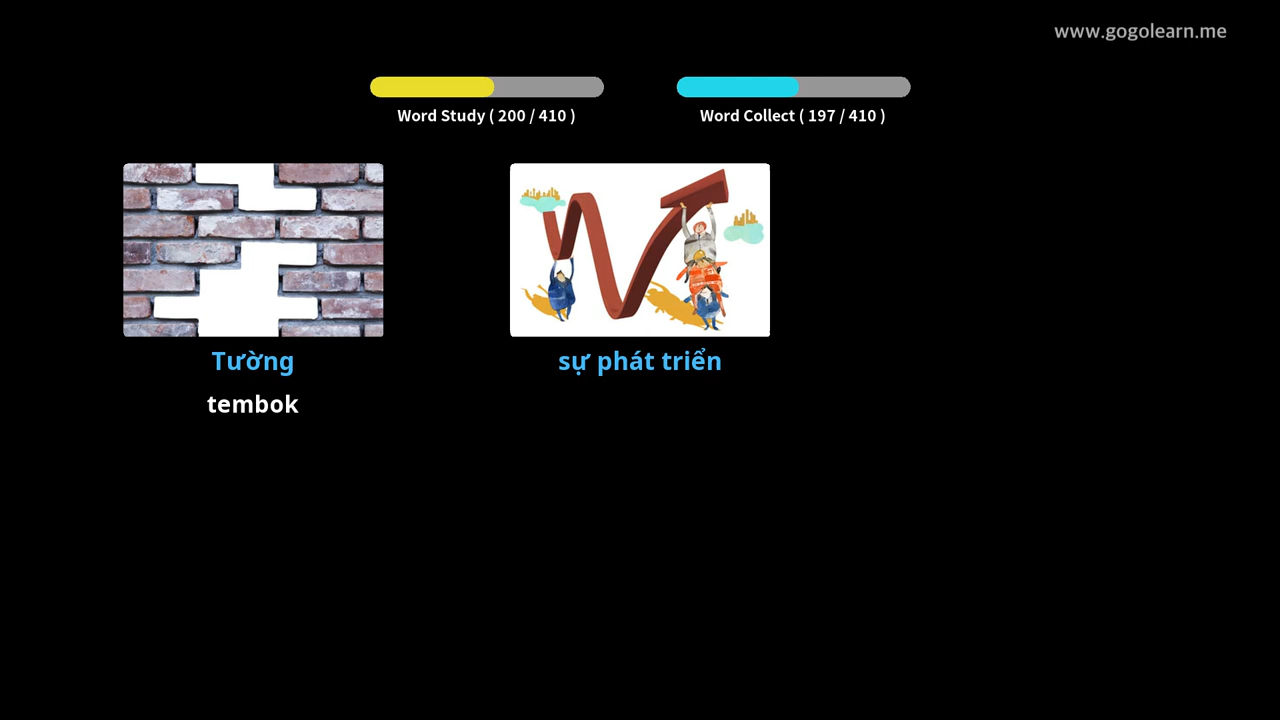 www.gogolearn.me
Word Study ( 200 / 410 )
Word Collect ( 197 / 410 )
Tường
tembok
sự phát triển